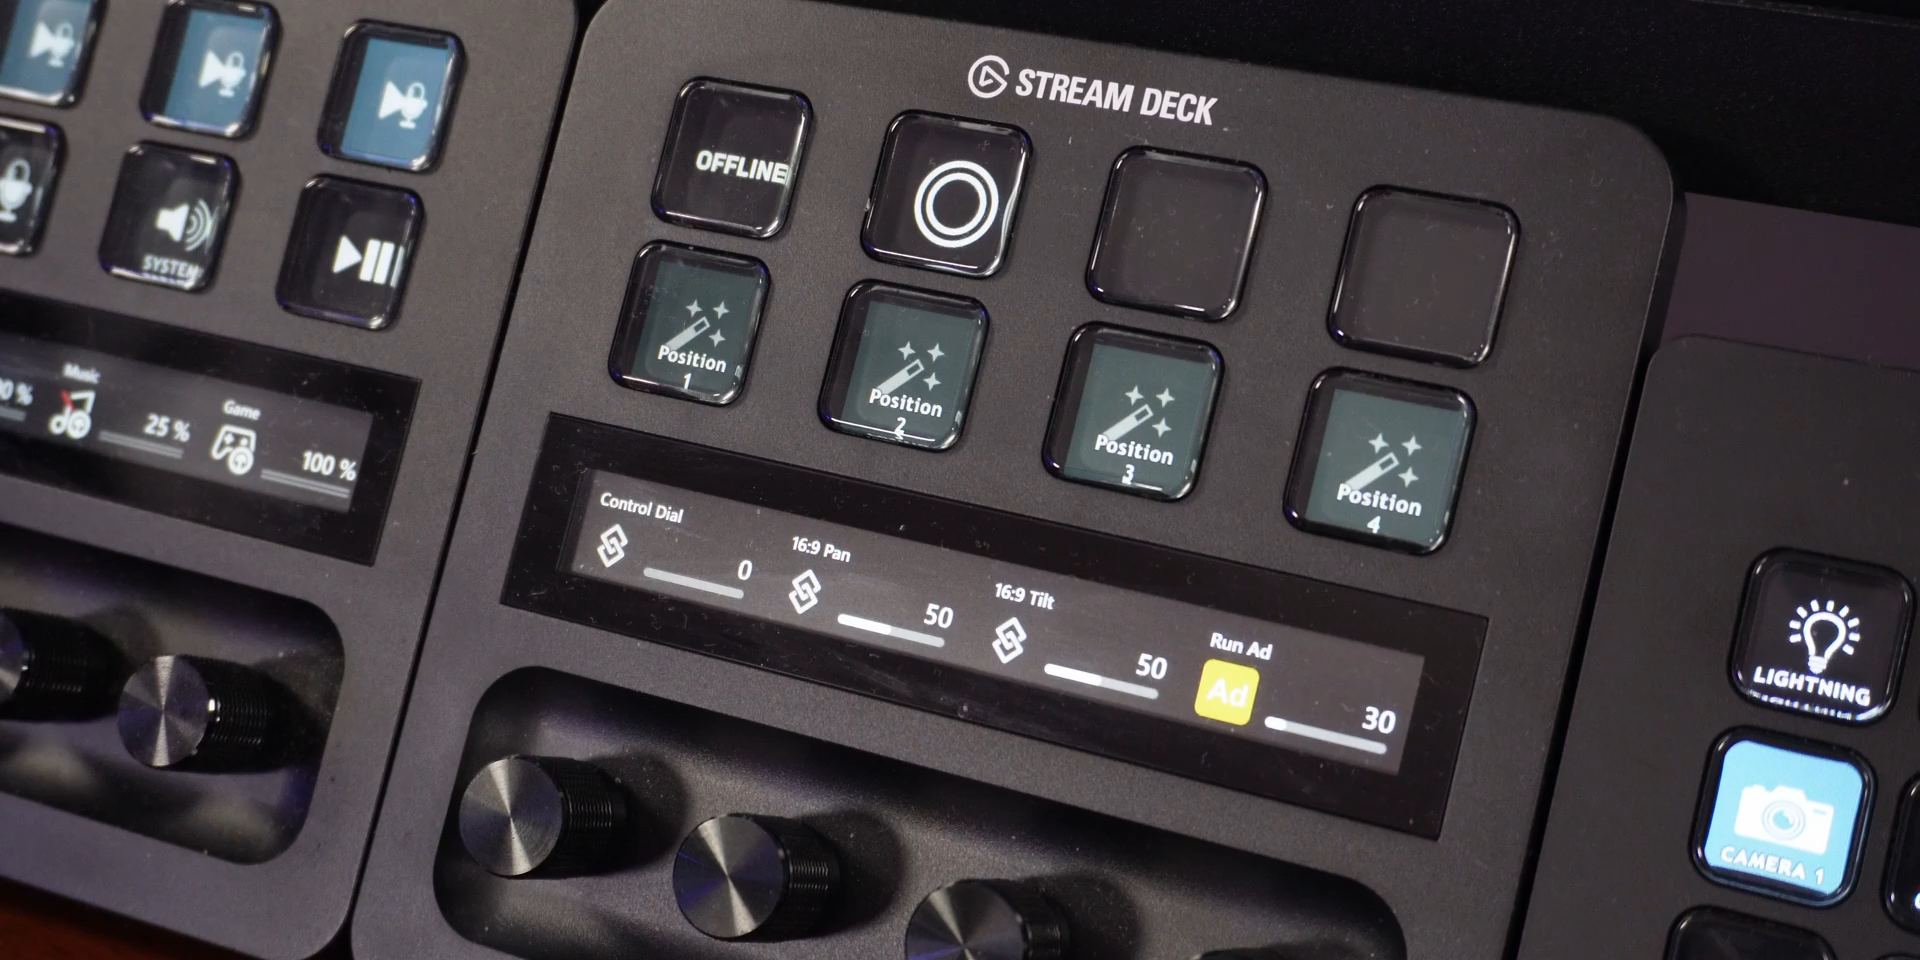 STREAM DECK
OFFLINE
Position
1
Position
2
Position
3
Position
4
Control Dial
0
16:9 Pan
50
16:9 Tilt
50
Run Ad
Ad
30
SYSTEM
Music
25 %
Game
100 %
LIGHTNING
CAMERA 1